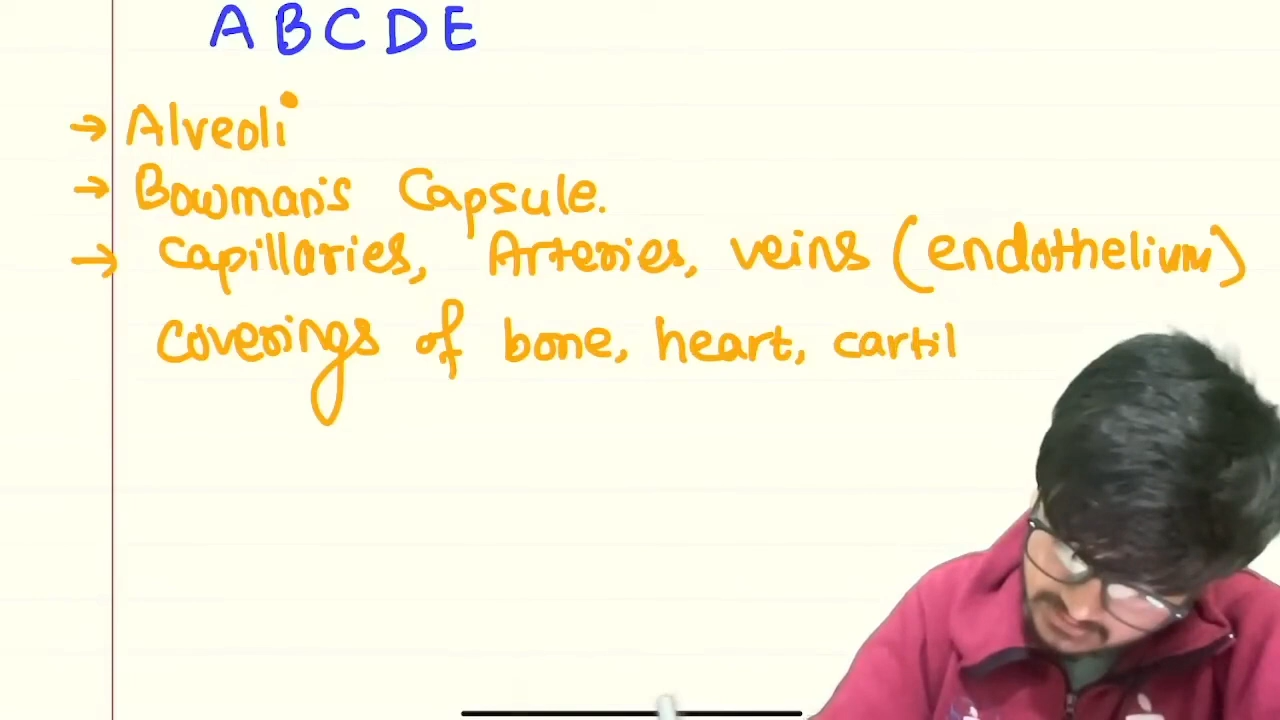 A B C D E
→ Alveoli
→ Bowman's Capsule.
→ Capillaries, Arteries, veins (endothelium)
coverings of bone, heart, cartil